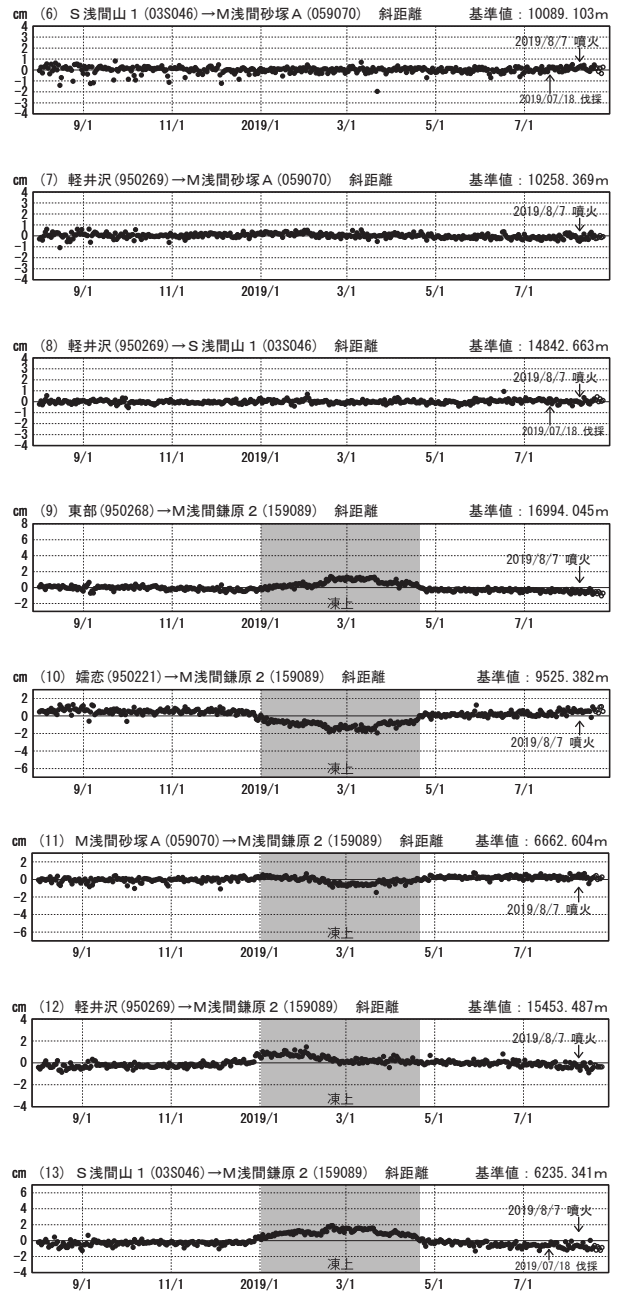 cm (6) Ｓ浅間山１(03S046)→Ｍ浅間砂塚Ａ(059070) 斜距離 基準値：10089.103ｍ
4
3
2
1
0
-1
-2
-3
-4
2019/8/7 噴火
2019/07/18 伐採
9/1 11/1 2019/1 3/1 5/1 7/1
cm (7) 軽井沢(950269)→Ｍ浅間砂塚Ａ(059070) 斜距離 基準値：10258.369ｍ
4
3
2
1
0
-1
-2
-3
-4
2019/8/7 噴火
9/1 11/1 2019/1 3/1 5/1 7/1
cm (8) 軽井沢(950269)→Ｓ浅間山１(03S046) 斜距離 基準値：14842.663ｍ
4
3
2
1
0
-1
-2
-3
-4
2019/8/7 噴火
2019/07/18 伐採
9/1 11/1 2019/1 3/1 5/1 7/1
cm (9) 東部(950268)→Ｍ浅間鎌原２(159089) 斜距離 基準値：16994.045ｍ
8
6
4
2
0
-2
2019/8/7 噴火
凍上
9/1 11/1 2019/1 3/1 5/1 7/1
cm (10) 嬬恋(950221)→Ｍ浅間鎌原２(159089) 斜距離 基準値：9525.382ｍ
2
0
-2
-4
-6
2019/8/7 噴火
凍上
9/1 11/1 2019/1 3/1 5/1 7/1
cm (11) Ｍ浅間砂塚Ａ(059070)→Ｍ浅間鎌原２(159089) 斜距離 基準値：6662.604ｍ
2
0
-2
-4
-6
2019/8/7 噴火
凍上
9/1 11/1 2019/1 3/1 5/1 7/1
cm (12) 軽井沢(950269)→Ｍ浅間鎌原２(159089) 斜距離 基準値：15453.487ｍ
4
2
0
-2
-4
2019/8/7 噴火
凍上
9/1 11/1 2019/1 3/1 5/1 7/1
cm (13) Ｓ浅間山１(03S046)→Ｍ浅間鎌原２(159089) 斜距離 基準値：6235.341ｍ
6
4
2
0
-2
-4
2019/8/7 噴火
凍上
2019/07/18 伐採
9/1 11/1 2019/1 3/1 5/1 7/1